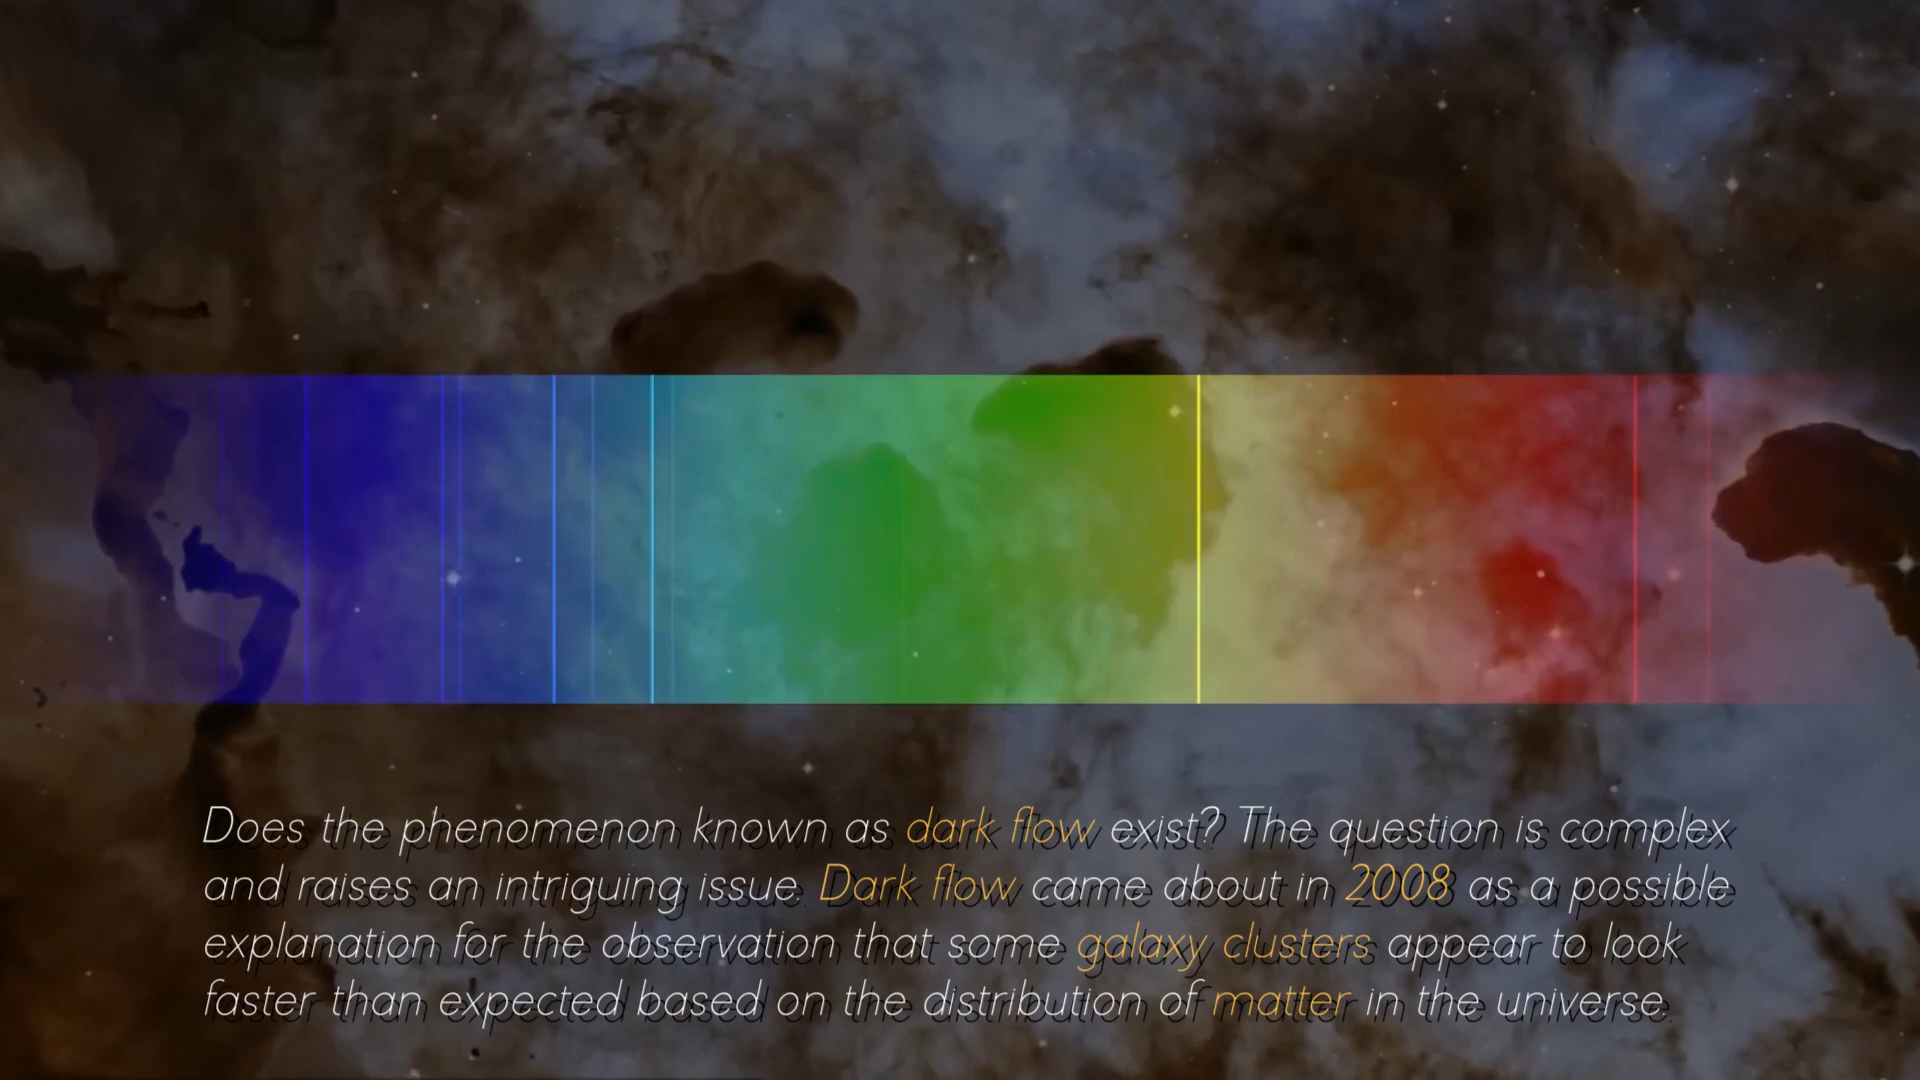 Does the phenomenon known as dark flow exist? The question is complex
and raises an intriguing issue. Dark flow came about in 2008 as a possible
explanation for the observation that some galaxy clusters appear to look
faster than expected based on the distribution of matter in the universe.